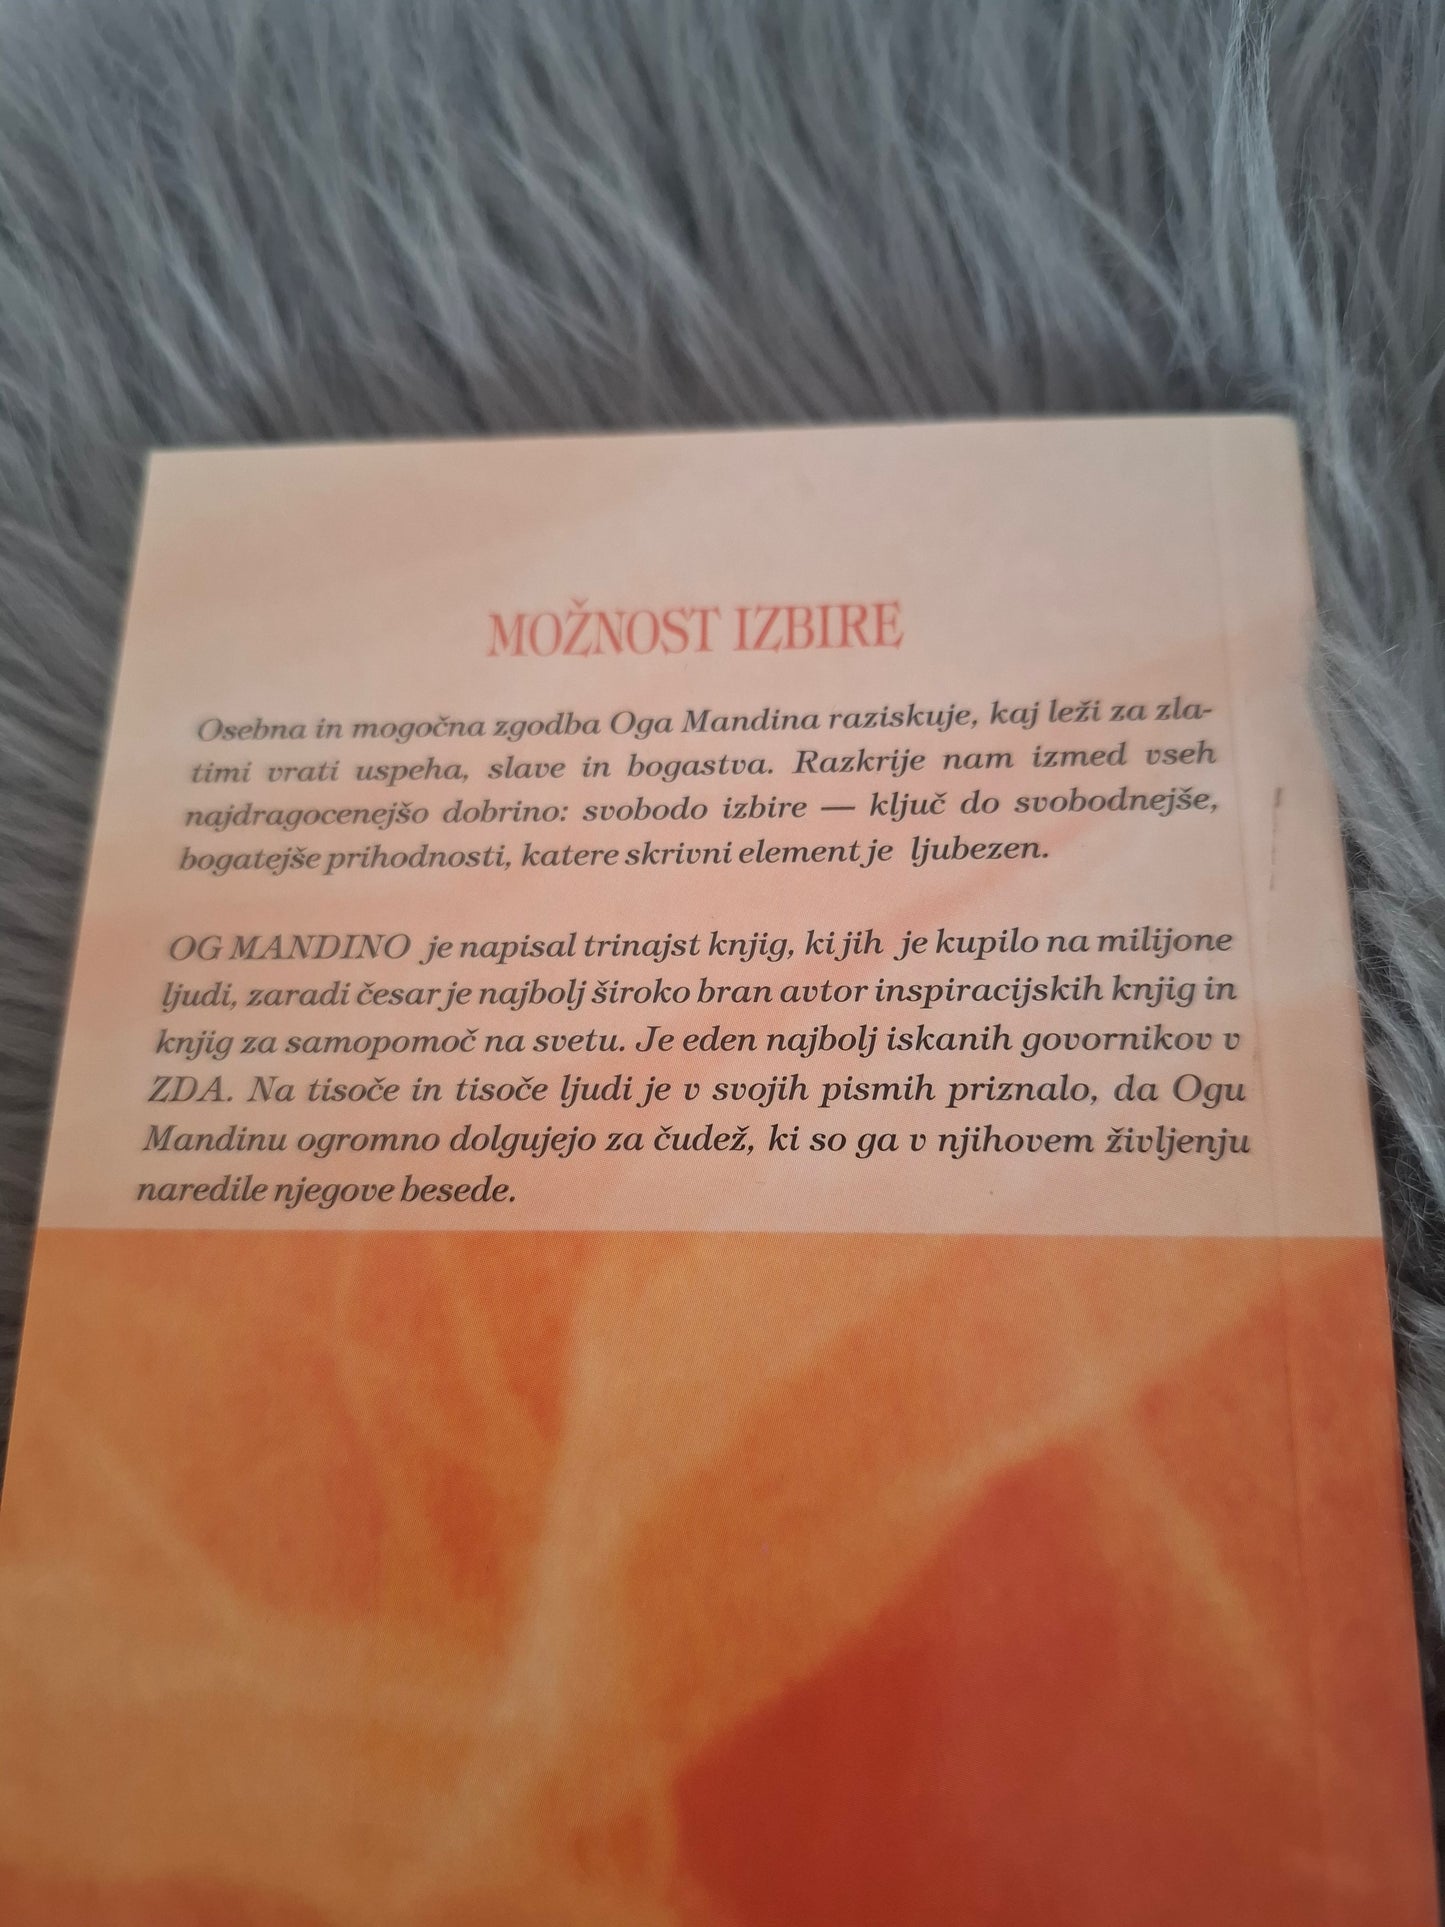 MOŽNOST IZBIRE
Osebna in mogočna zgodba Oga Mandina raziskuje, kaj leži za zla-
timi vrati uspeha, slave in bogastva. Razkrije nam izmed vseh
najdragocenejšo dobrino: svobodo izbire — ključ do svobodnejše,
bogatejše prihodnosti, katere skrivni element je ljubezen.
OG MANDINO je napisal trinajst knjig, ki jih je kupilo na milijone
ljudi, zaradi česar je najbolj široko bran avtor inspiracijskih knjig in
knjig za samopomoč na svetu. Je eden najbolj iskanih govornikov v
ZDA. Na tisoče in tisoče ljudi je v svojih pismih priznalo, da Ogu
Mandinu ogromno dolgujejo za čudež, ki so ga v njihovem življenju
naredile njegove besede.